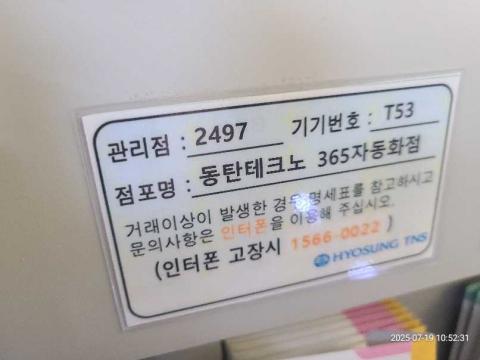 관리점 : 2497 기기번호 : T53
점포명 : 동탄테크노 365자동화점
거래이상이 발생한 경우 명세표를 참고하시고
문의사항은 인터폰을 이용해 주십시오.
(인터폰 고장시 1566-0022)
HYOSUNG TNS
2025-07-19 10:52:31